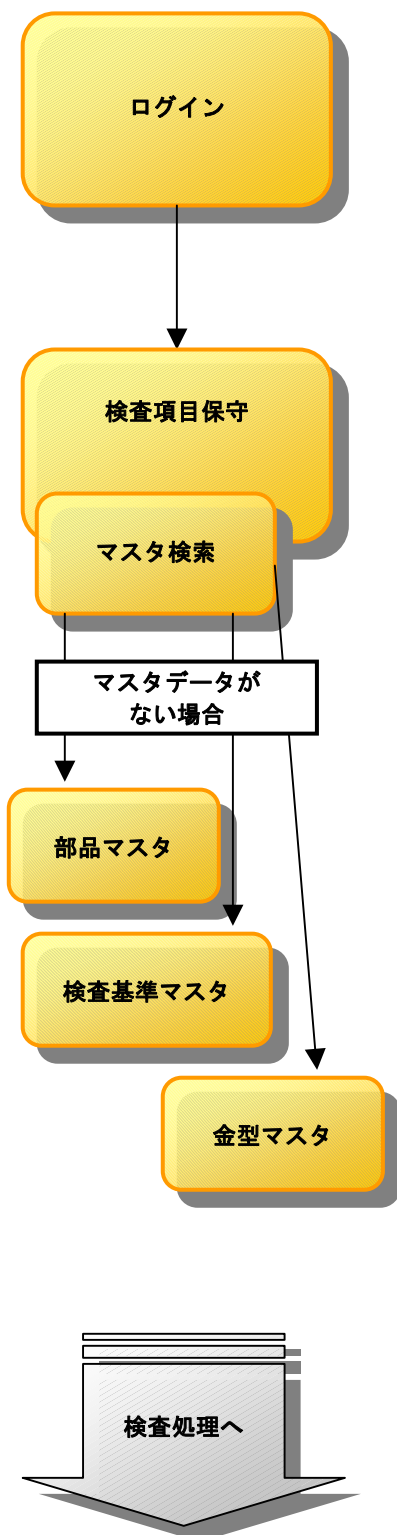 ログイン
検査項目保守
マスタ検索
マスタデータが
ない場合
部品マスタ
検査基準マスタ
金型マスタ
検査処理へ